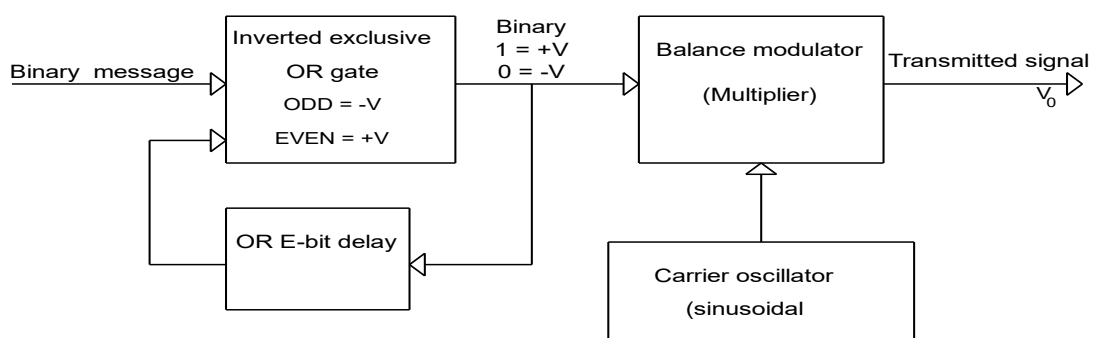 Binary message
Inverted exclusive
OR gate
ODD = -V
EVEN = +V
Binary
1 = +V
0 = -V
Balance modulator
(Multiplier)
Transmitted signal
V0
OR E-bit delay
Carrier oscillator
(sinusoidal